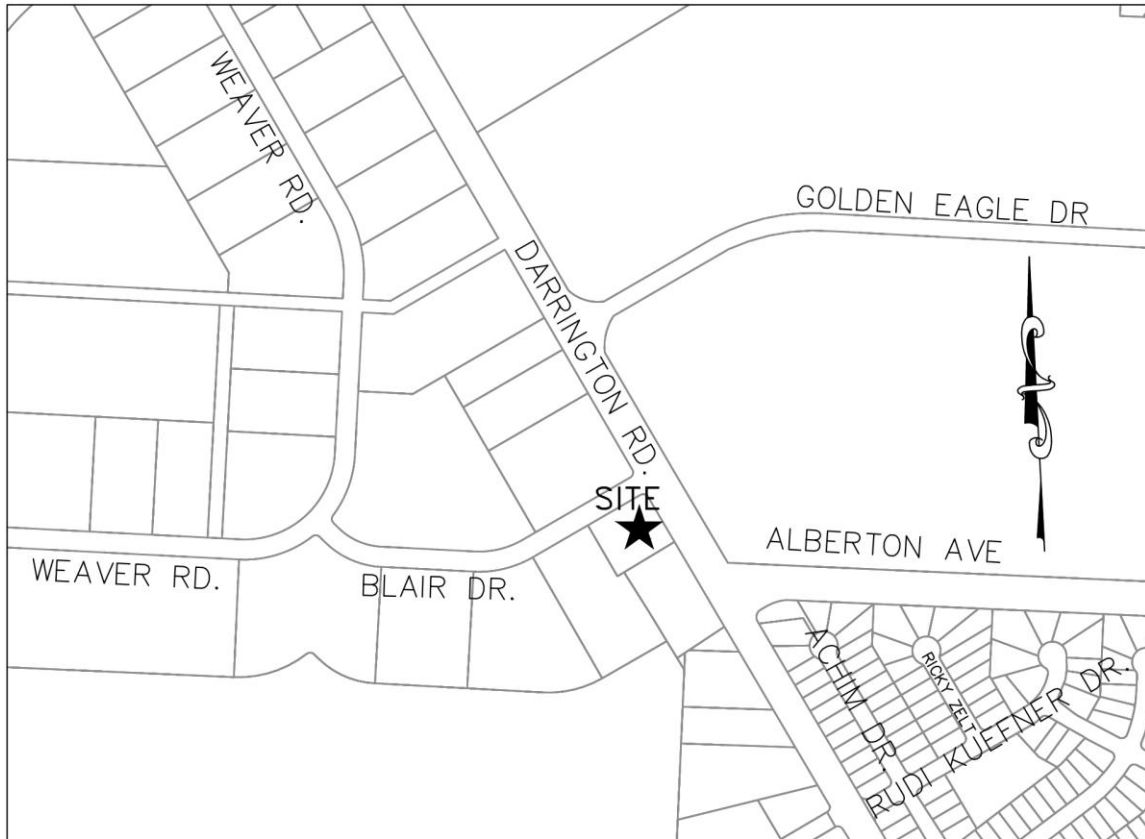 WEAVER RD.
GOLDEN EAGLE DR
DARRINGTON RD.
SITE
ALBERTON AVE
WEAVER RD.
BLAIR DR.
ACHIM DR.
RICKY ZELT
RUDI KUEFNER DR.